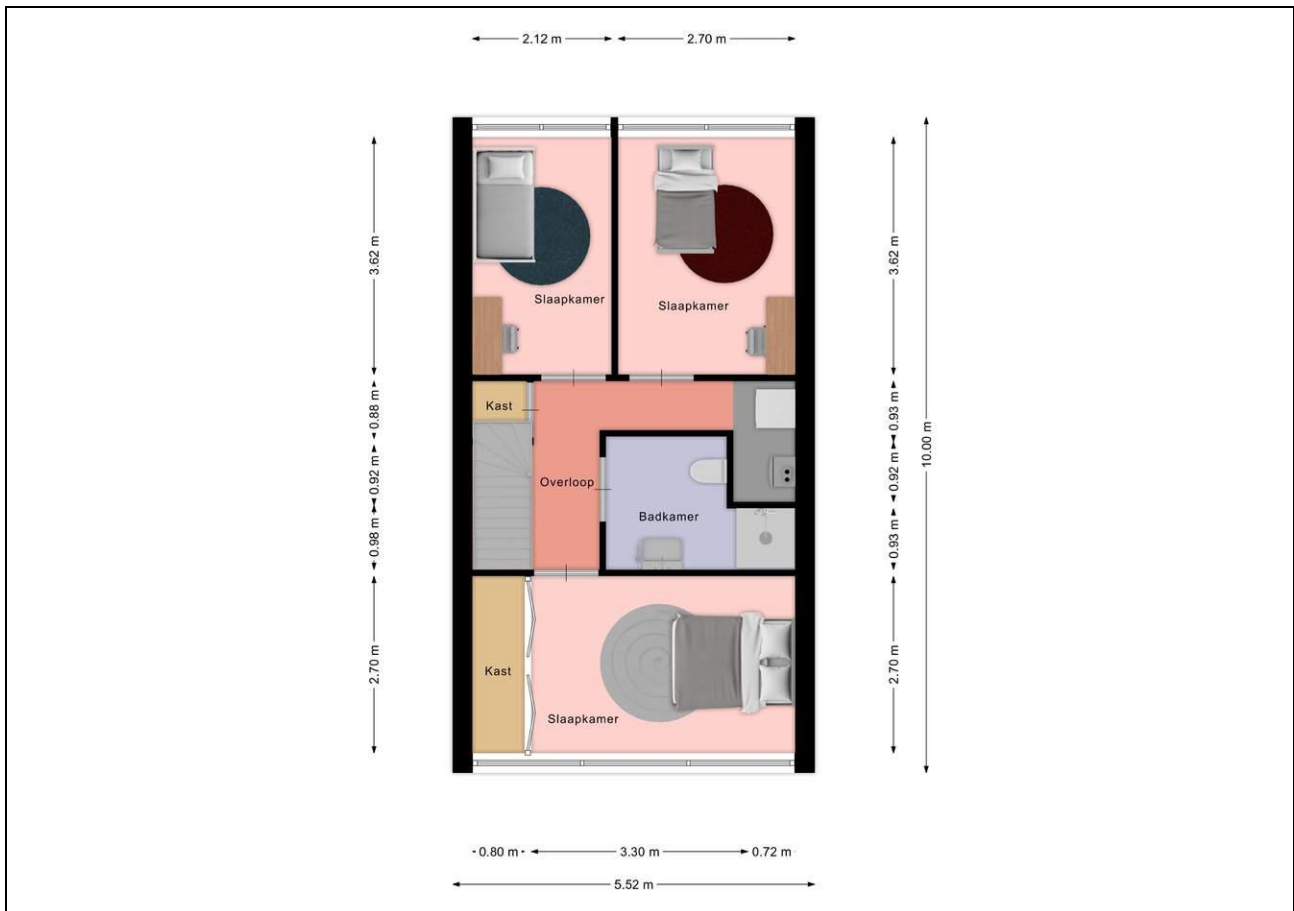 2.12 m
2.70 m
3.62 m
3.62 m
Slaapkamer
Slaapkamer
0.88 m
Kast
0.93 m
10.00 m
0.92 m
Overloop
0.92 m
Badkamer
0.98 m
0.93 m
2.70 m
Kast
2.70 m
Slaapkamer
0.80 m
3.30 m
0.72 m
5.52 m